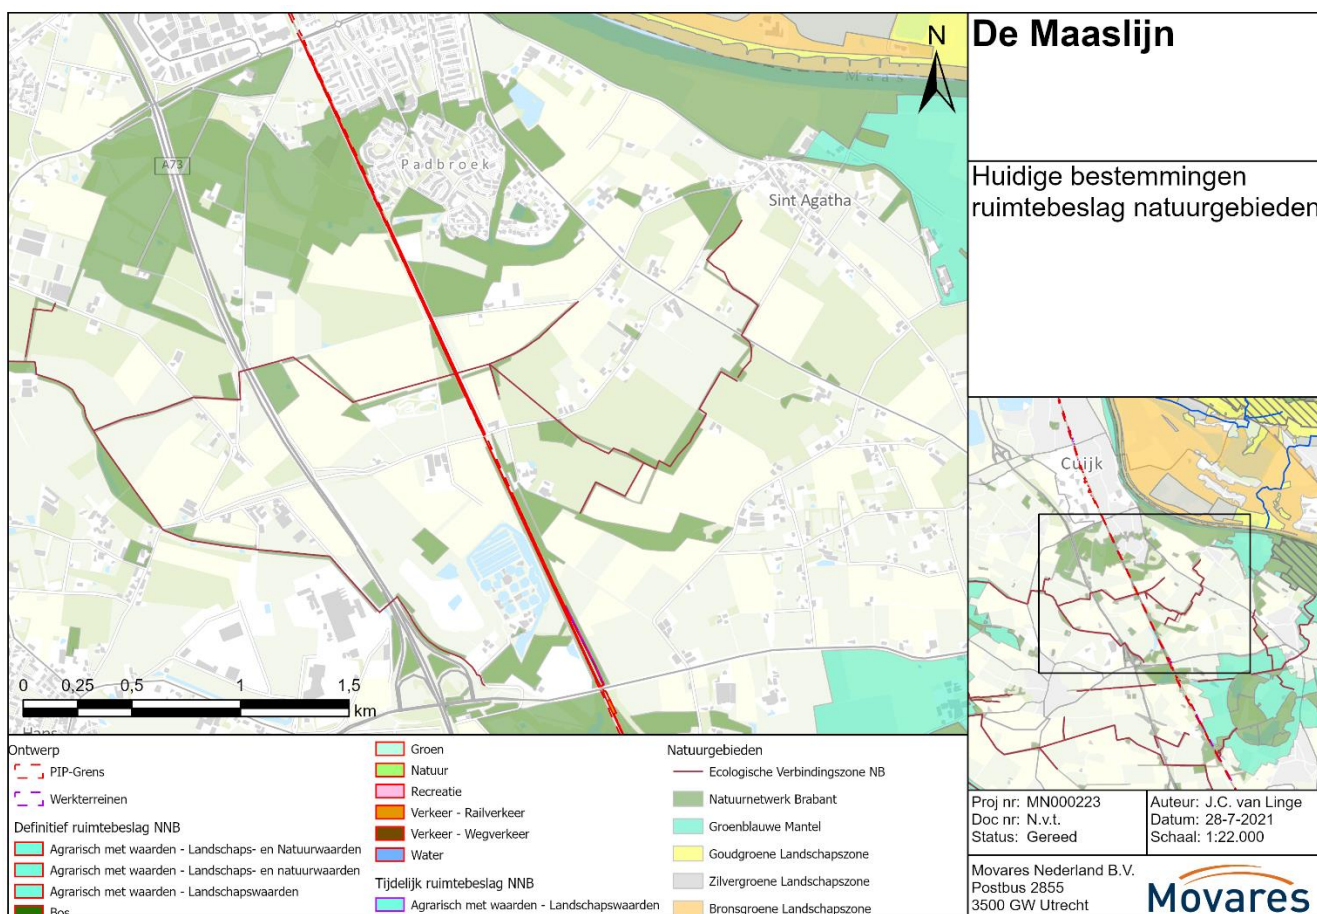 De Maaslijn
Huidige bestemmingen
ruimtebeslag natuurgebieden
N
Maas
A73
Padbroek
Sint Agatha
0 0,25 0,5 1 1,5
km
Haps
Cuijk
Ontwerp
PIP-Grens
Werkterreinen
Definitief ruimtebeslag NNB
Agrarisch met waarden - Landschaps- en Natuurwaarden
Agrarisch met waarden - Landschaps- en natuurwaarden
Agrarisch met waarden - Landschapswaarden
Bos
Groen
Natuur
Recreatie
Verkeer - Railverkeer
Verkeer - Wegverkeer
Water
Tijdelijk ruimtebeslag NNB
Agrarisch met waarden - Landschapswaarden
Natuurgebieden
Ecologische Verbindingszone NB
Natuurnetwerk Brabant
Groenblauwe Mantel
Goudgroene Landschapszone
Zilvergroene Landschapszone
Bronsgroene Landschapszone
Proj nr: MN000223
Doc nr: N.v.t.
Status: Gereed
Auteur: J.C. van Linge
Datum: 28-7-2021
Schaal: 1:22.000
Movares Nederland B.V.
Postbus 2855
3500 GW Utrecht
Movares